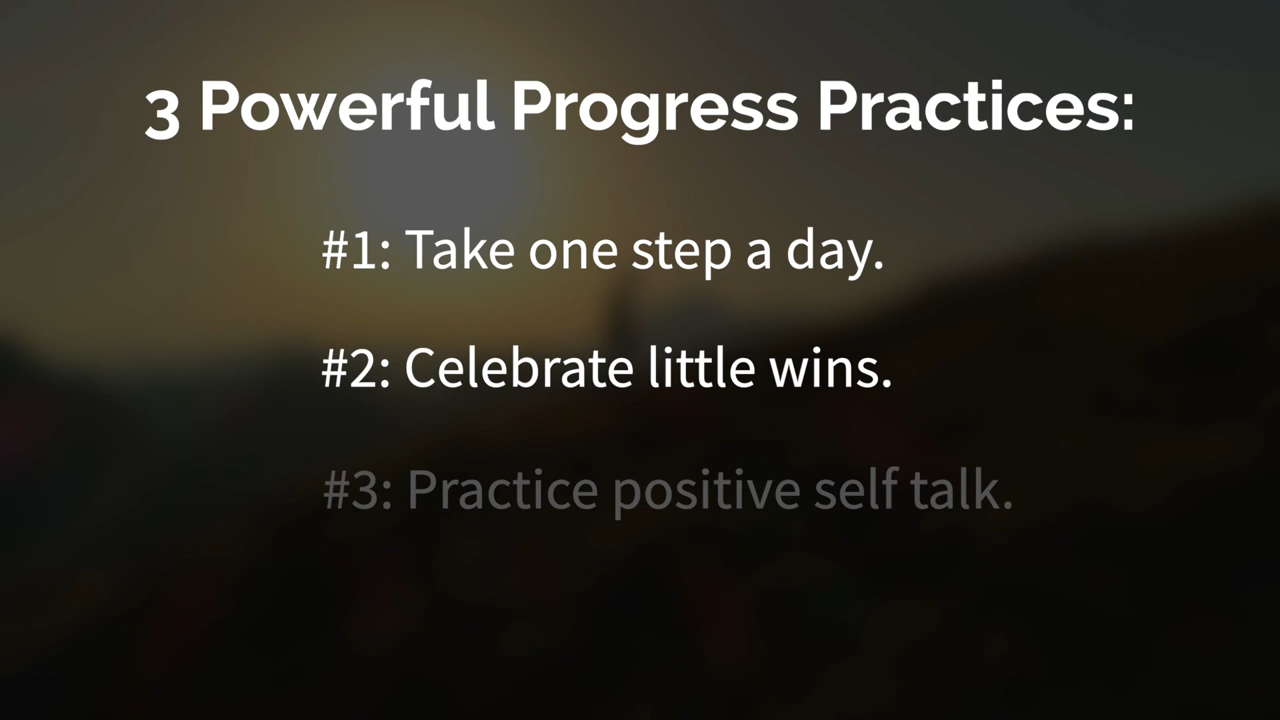 3 Powerful Progress Practices:
#1: Take one step a day.
#2: Celebrate little wins.
#3: Practice positive self talk.